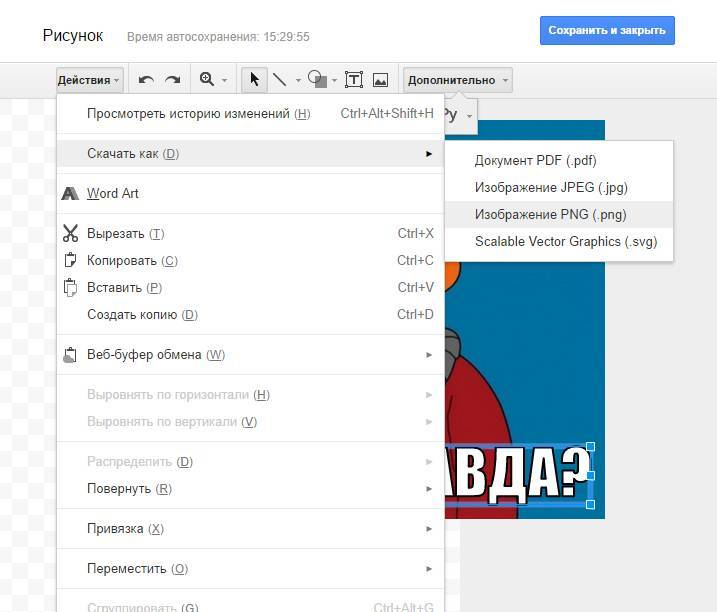 Рисунок Время автосохранения: 15:29:55 Сохранить и закрыть
Действия Дополнительно
Просмотреть историю изменений (H) Ctrl+Alt+Shift+H
Скачать как (D)
Документ PDF (.pdf)
Изображение JPEG (.jpg)
Изображение PNG (.png)
Scalable Vector Graphics (.svg)
Word Art
Вырезать (T) Ctrl+X
Копировать (C) Ctrl+C
Вставить (P) Ctrl+V
Создать копию (D) Ctrl+D
Веб-буфер обмена (W)
Выровнять по горизонтали (H)
Выровнять по вертикали (V)
Распределить (D)
Повернуть (R)
АВДА?
Привязка (X)
Переместить (O)
Сгруппировать (G) Ctrl+Alt+G